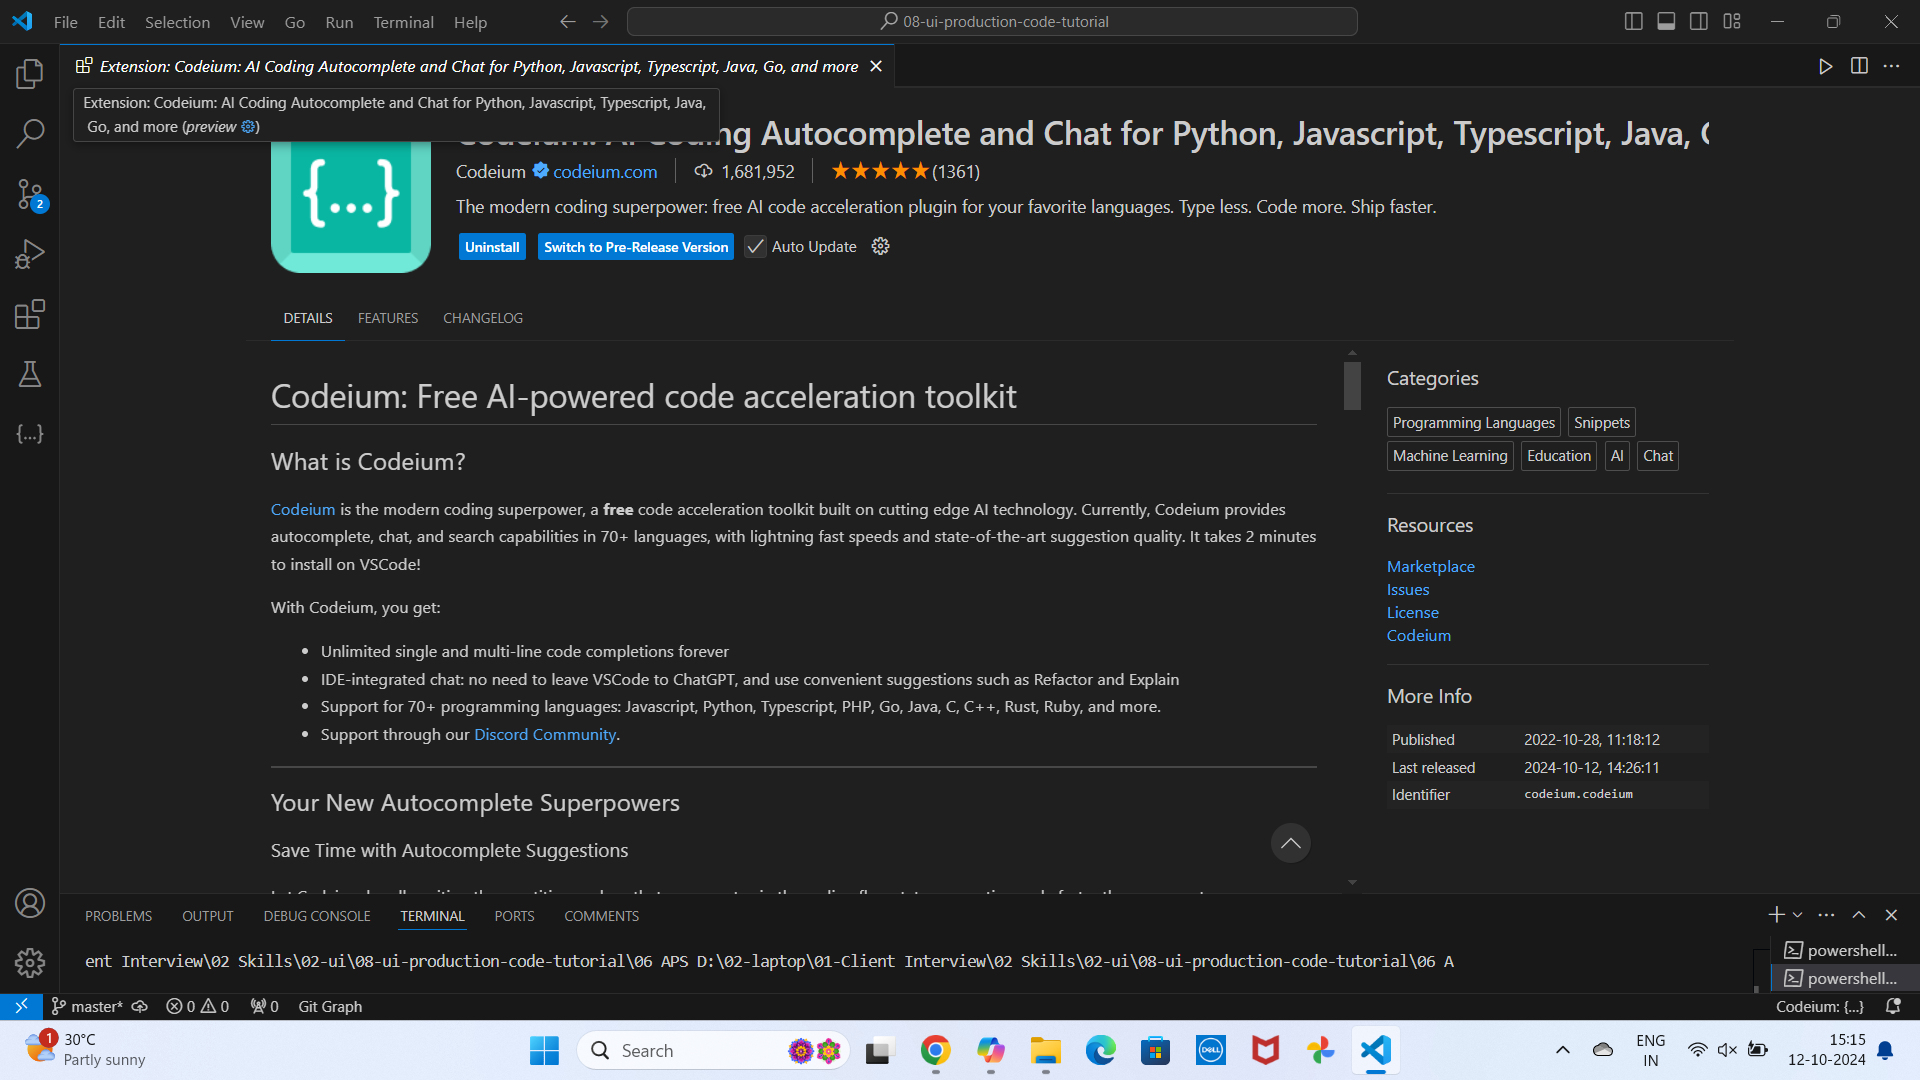 File Edit Selection View Go Run Terminal Help
08-ui-production-code-tutorial
Extension: Codeium: AI Coding Autocomplete and Chat for Python, Javascript, Typescript, Java, Go, and more
Extension: Codeium: AI Coding Autocomplete and Chat for Python, Javascript, Typescript, Java,
Go, and more (preview)
Codeium: AI Coding Autocomplete and Chat for Python, Javascript, Typescript, Java,
Codeium codeium.com 1,681,952 (1361)
The modern coding superpower: free AI code acceleration plugin for your favorite languages. Type less. Code more. Ship faster.
Uninstall Switch to Pre-Release Version Auto Update
2
{...}
{...}
DETAILS FEATURES CHANGELOG
Codeium: Free AI-powered code acceleration toolkit
What is Codeium?
Codeium is the modern coding superpower, a free code acceleration toolkit built on cutting edge AI technology. Currently, Codeium provides
autocomplete, chat, and search capabilities in 70+ languages, with lightning fast speeds and state-of-the-art suggestion quality. It takes 2 minutes
to install on VSCode!
With Codeium, you get:
• Unlimited single and multi-line code completions forever
• IDE-integrated chat: no need to leave VSCode to ChatGPT, and use convenient suggestions such as Refactor and Explain
• Support for 70+ programming languages: Javascript, Python, Typescript, PHP, Go, Java, C, C++, Rust, Ruby, and more.
• Support through our Discord Community.
Your New Autocomplete Superpowers
Save Time with Autocomplete Suggestions
Categories
Programming Languages Snippets
Machine Learning Education AI Chat
Resources
Marketplace
Issues
License
Codeium
More Info
Published 2022-10-28, 11:18:12
Last released 2024-10-12, 14:26:11
Identifier codeium.codeium
PROBLEMS OUTPUT DEBUG CONSOLE TERMINAL PORTS COMMENTS
ent Interview\02 Skills\02-ui\08-ui-production-code-tutorial\06 APS D:\02-laptop\01-Client Interview\02 Skills\02-ui\08-ui-production-code-tutorial\06 A
powershell...
powershell...
master* 0 0 0 Git Graph
Codeium: {...}
1
30°C
Partly sunny
Search
DELL
ENG
IN
15:15
12-10-2024